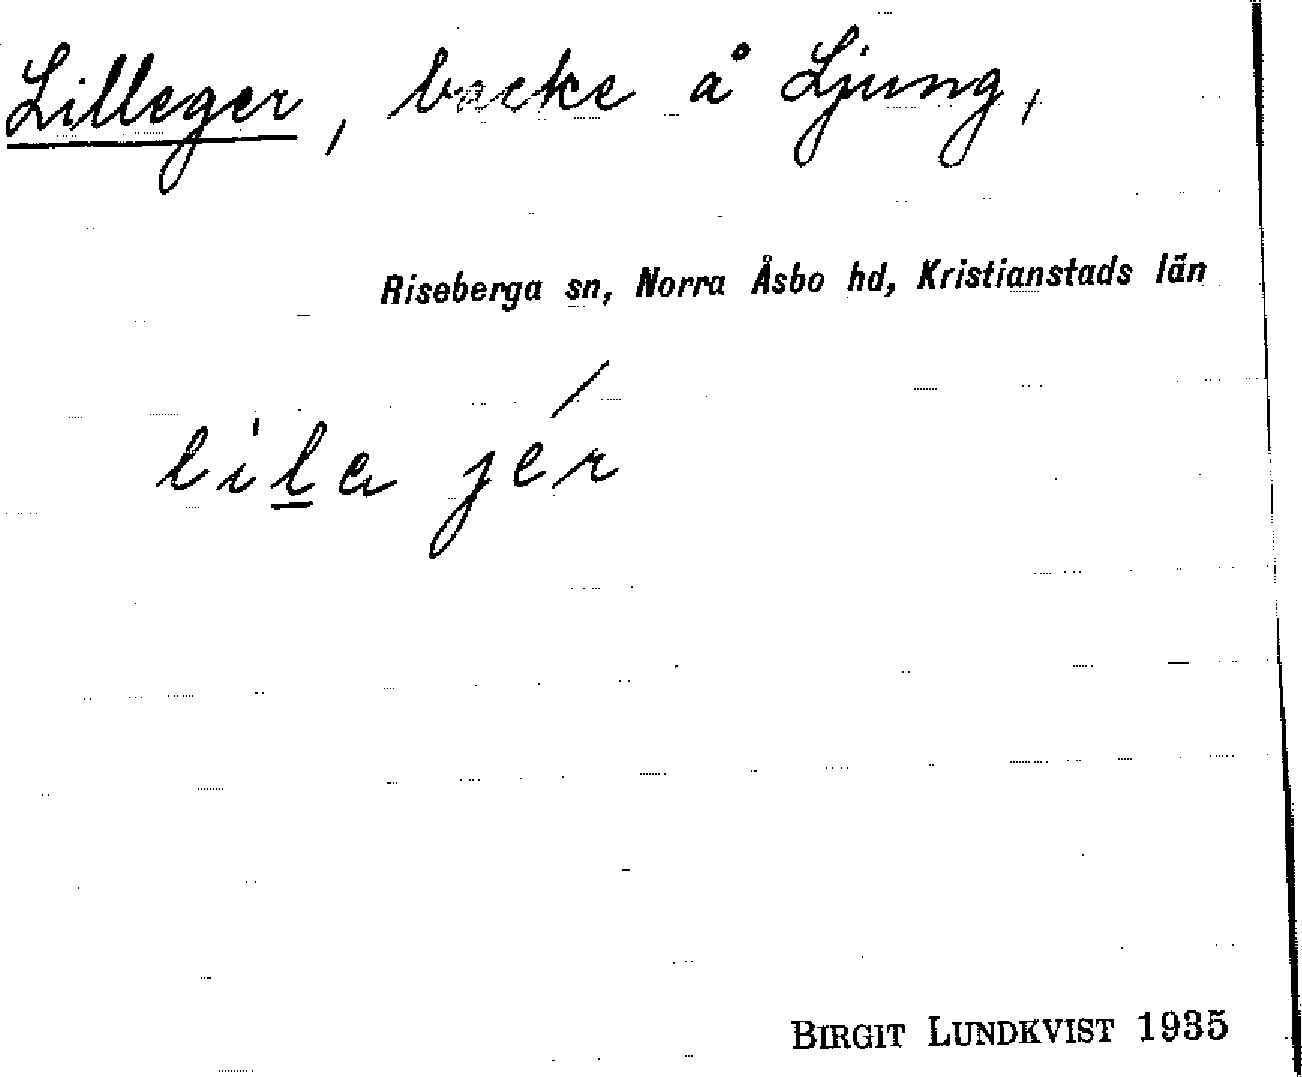 Lilleger, backe å Ljung,
Riseberga sn, Norra Åsbo hd, Kristianstads län
lila jér
BIRGIT LUNDKVIST 1935